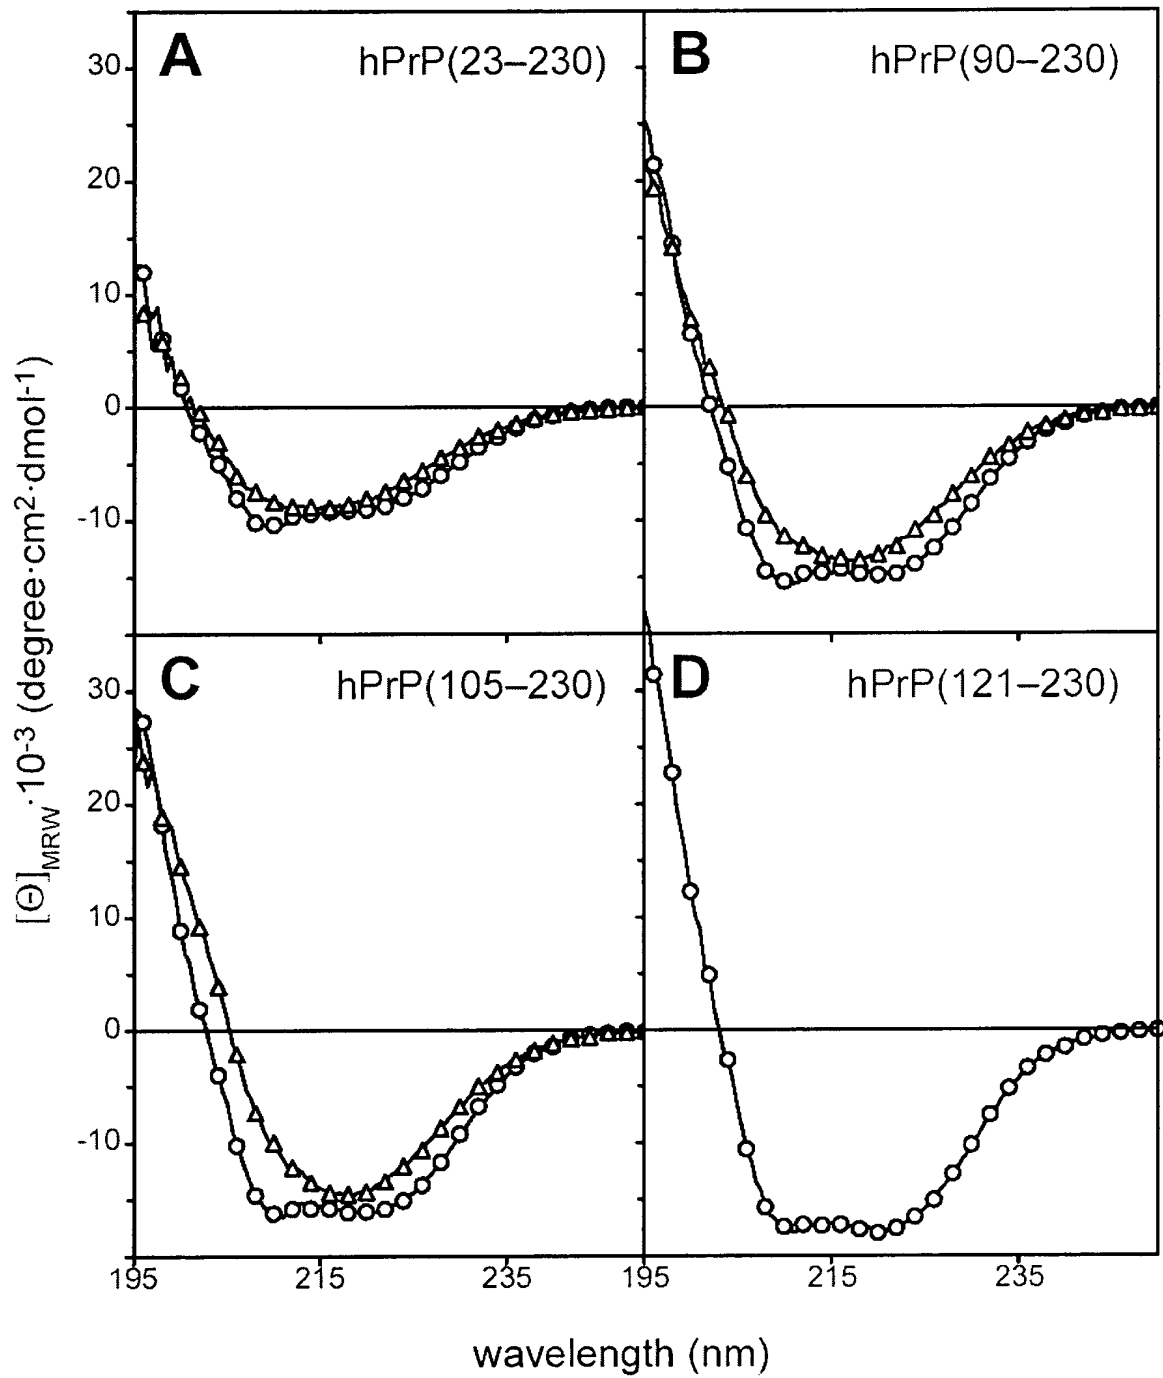 A hPrP(23–230)
B hPrP(90–230)
30
20
10
0
-10
C hPrP(105–230)
D hPrP(121–230)
30
20
10
0
-10
[Θ]MRW·10-3 (degree·cm2·dmol-1)
195 215 235 195 215 235
wavelength (nm)